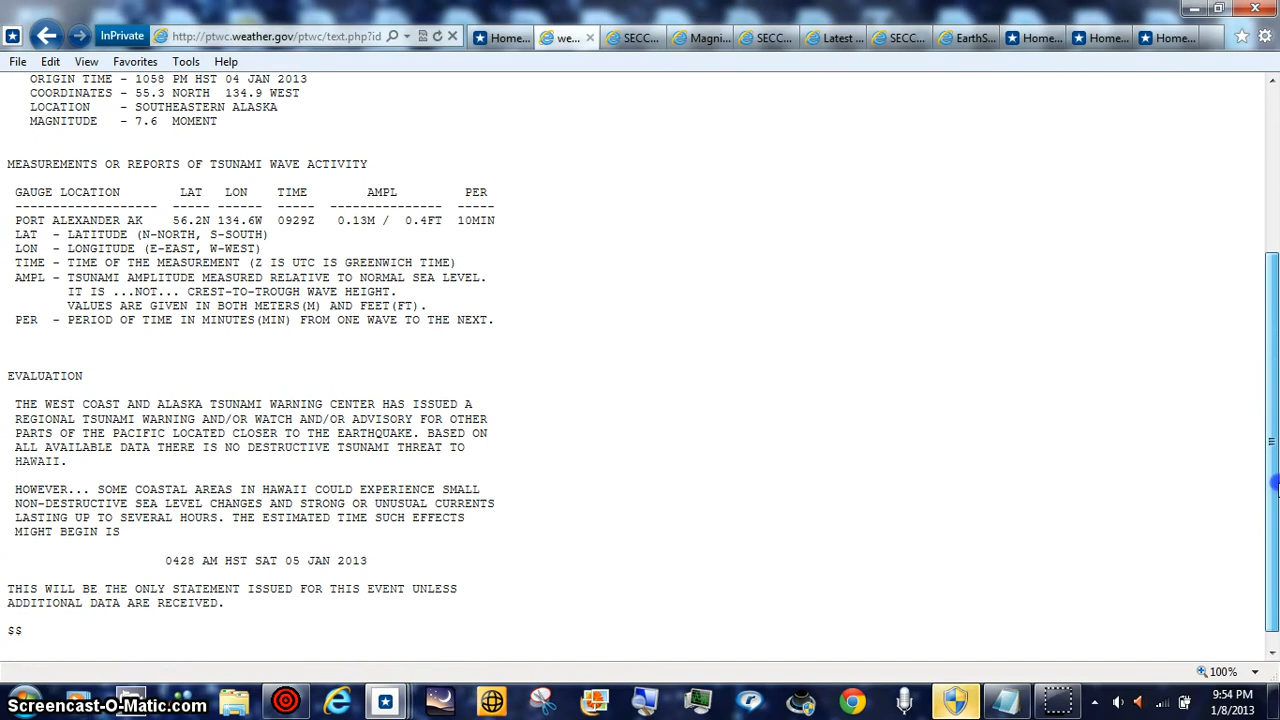 InPrivate http://ptwc.weather.gov/ptwc/text.php?id Home... we... SECC... Magni... SECC... Latest ... SECC... EarthS... Home... Home... Home...
File Edit View Favorites Tools Help
ORIGIN TIME - 1058 PM HST 04 JAN 2013
COORDINATES - 55.3 NORTH 134.9 WEST
LOCATION - SOUTHEASTERN ALASKA
MAGNITUDE - 7.6 MOMENT
MEASUREMENTS OR REPORTS OF TSUNAMI WAVE ACTIVITY
GAUGE LOCATION LAT LON TIME AMPL PER
------------------- ----- ------ ----- --------------- -----
PORT ALEXANDER AK 56.2N 134.6W 0929Z 0.13M / 0.4FT 10MIN
LAT - LATITUDE (N-NORTH, S-SOUTH)
LON - LONGITUDE (E-EAST, W-WEST)
TIME - TIME OF THE MEASUREMENT (Z IS UTC IS GREENWICH TIME)
AMPL - TSUNAMI AMPLITUDE MEASURED RELATIVE TO NORMAL SEA LEVEL.
IT IS ...NOT... CREST-TO-TROUGH WAVE HEIGHT.
VALUES ARE GIVEN IN BOTH METERS(M) AND FEET(FT).
PER - PERIOD OF TIME IN MINUTES(MIN) FROM ONE WAVE TO THE NEXT.
EVALUATION
THE WEST COAST AND ALASKA TSUNAMI WARNING CENTER HAS ISSUED A
REGIONAL TSUNAMI WARNING AND/OR WATCH AND/OR ADVISORY FOR OTHER
PARTS OF THE PACIFIC LOCATED CLOSER TO THE EARTHQUAKE. BASED ON
ALL AVAILABLE DATA THERE IS NO DESTRUCTIVE TSUNAMI THREAT TO
HAWAII.
HOWEVER... SOME COASTAL AREAS IN HAWAII COULD EXPERIENCE SMALL
NON-DESTRUCTIVE SEA LEVEL CHANGES AND STRONG OR UNUSUAL CURRENTS
LASTING UP TO SEVERAL HOURS. THE ESTIMATED TIME SUCH EFFECTS
MIGHT BEGIN IS
0428 AM HST SAT 05 JAN 2013
THIS WILL BE THE ONLY STATEMENT ISSUED FOR THIS EVENT UNLESS
ADDITIONAL DATA ARE RECEIVED.
$$
100%
9:54 PM
Screencast-O-Matic.com
1/8/2013